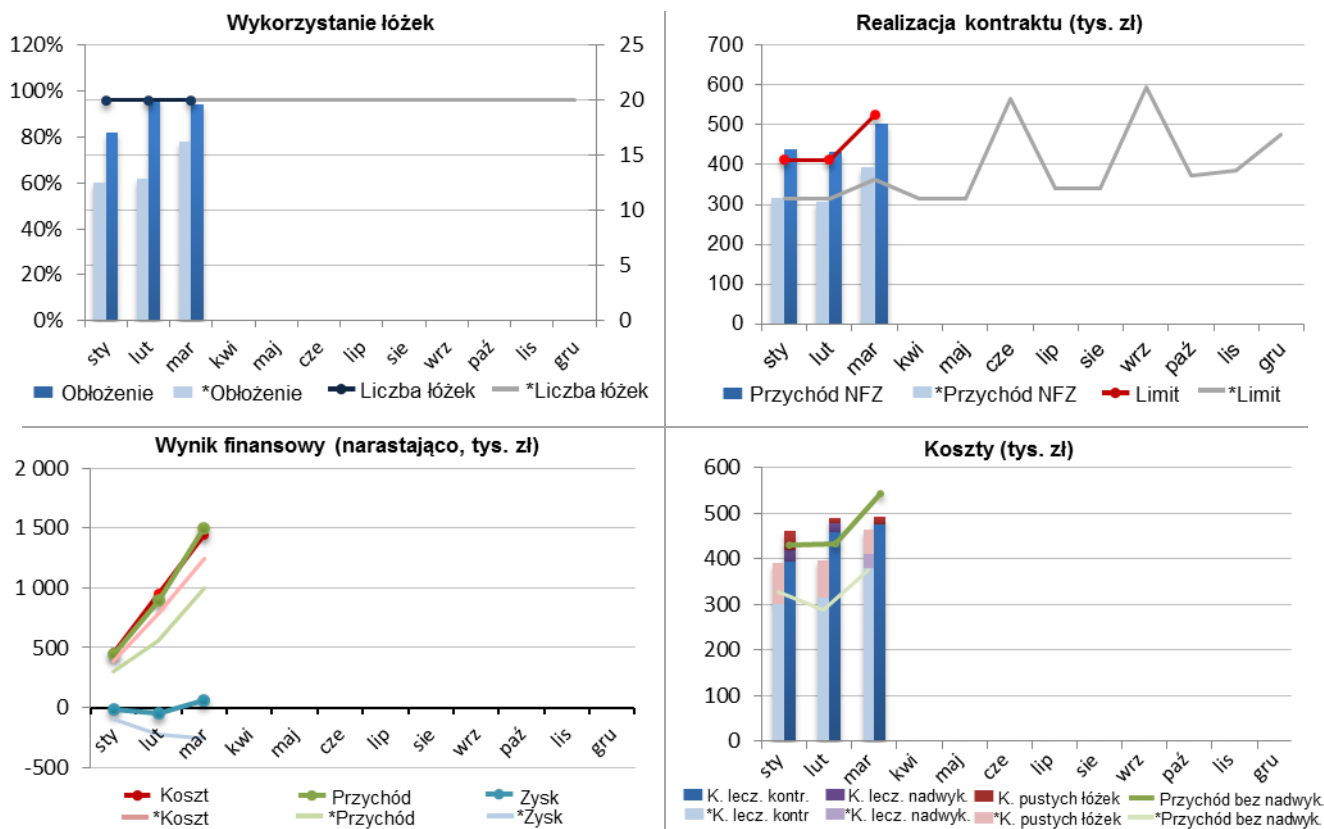 Wykorzystanie łóżek
120%
100%
80%
60%
40%
20%
0%
25
20
15
10
5
0
sty lut mar kwi maj cze lip sie wrz paź lis gru
Obłożenie *Obłożenie Liczba łóżek *Liczba łóżek
Realizacja kontraktu (tys. zł)
700
600
500
400
300
200
100
0
sty lut mar kwi maj cze lip sie wrz paź lis gru
Przychód NFZ *Przychód NFZ Limit *Limit
Wynik finansowy (narastająco, tys. zł)
2 000
1 500
1 000
500
0
-500
sty lut mar kwi maj cze lip sie wrz paź lis gru
Koszt Przychód Zysk
*Koszt *Przychód *Zysk
Koszty (tys. zł)
600
500
400
300
200
100
0
sty lut mar kwi maj cze lip sie wrz paź lis gru
K. lecz. kontr. K. lecz. nadwyk. K. pustych łóżek Przychód bez nadwyk.
*K. lecz. kontr *K. lecz. nadwyk. *K. pustych łóżek *Przychód bez nadwyk.